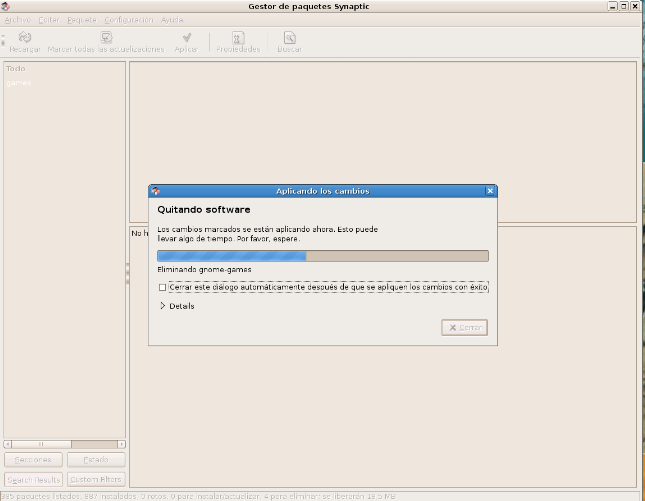 Gestor de paquetes Synaptic
Archivo Editar Paquete Configuración Ayuda
Recargar Marcar todas las actualizaciones Aplicar Propiedades Buscar
Todo
games
No h
Aplicando los cambios
Quitando software
Los cambios marcados se están aplicando ahora. Esto puede
llevar algo de tiempo. Por favor, espere.
Eliminando gnome-games
Cerrar este diálogo automáticamente después de que se apliquen los cambios con éxito
Details
Cerrar
Secciones Estado
Search Results Custom Filters
paquetes listados, 887 instalados, 0 rotos, 0 para instalar/actualizar, 4 para eliminar; se liberarán 18.5 MB